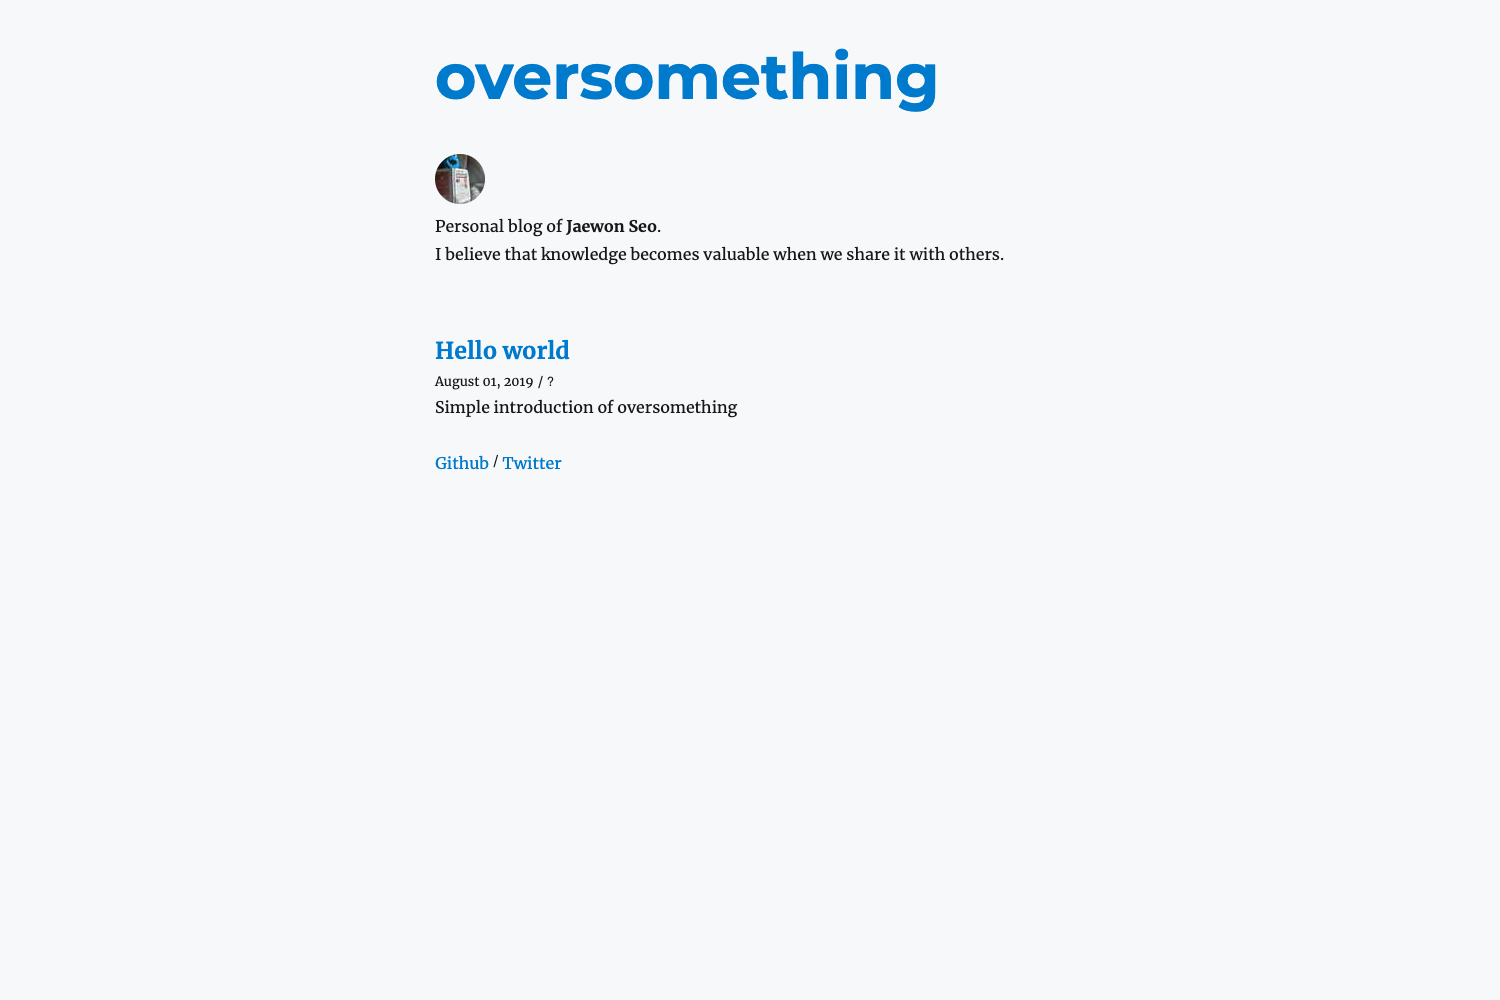 oversomething
Personal blog of Jaewon Seo.
I believe that knowledge becomes valuable when we share it with others.
Hello world
August 01, 2019 / ?
Simple introduction of oversomething
Github / Twitter